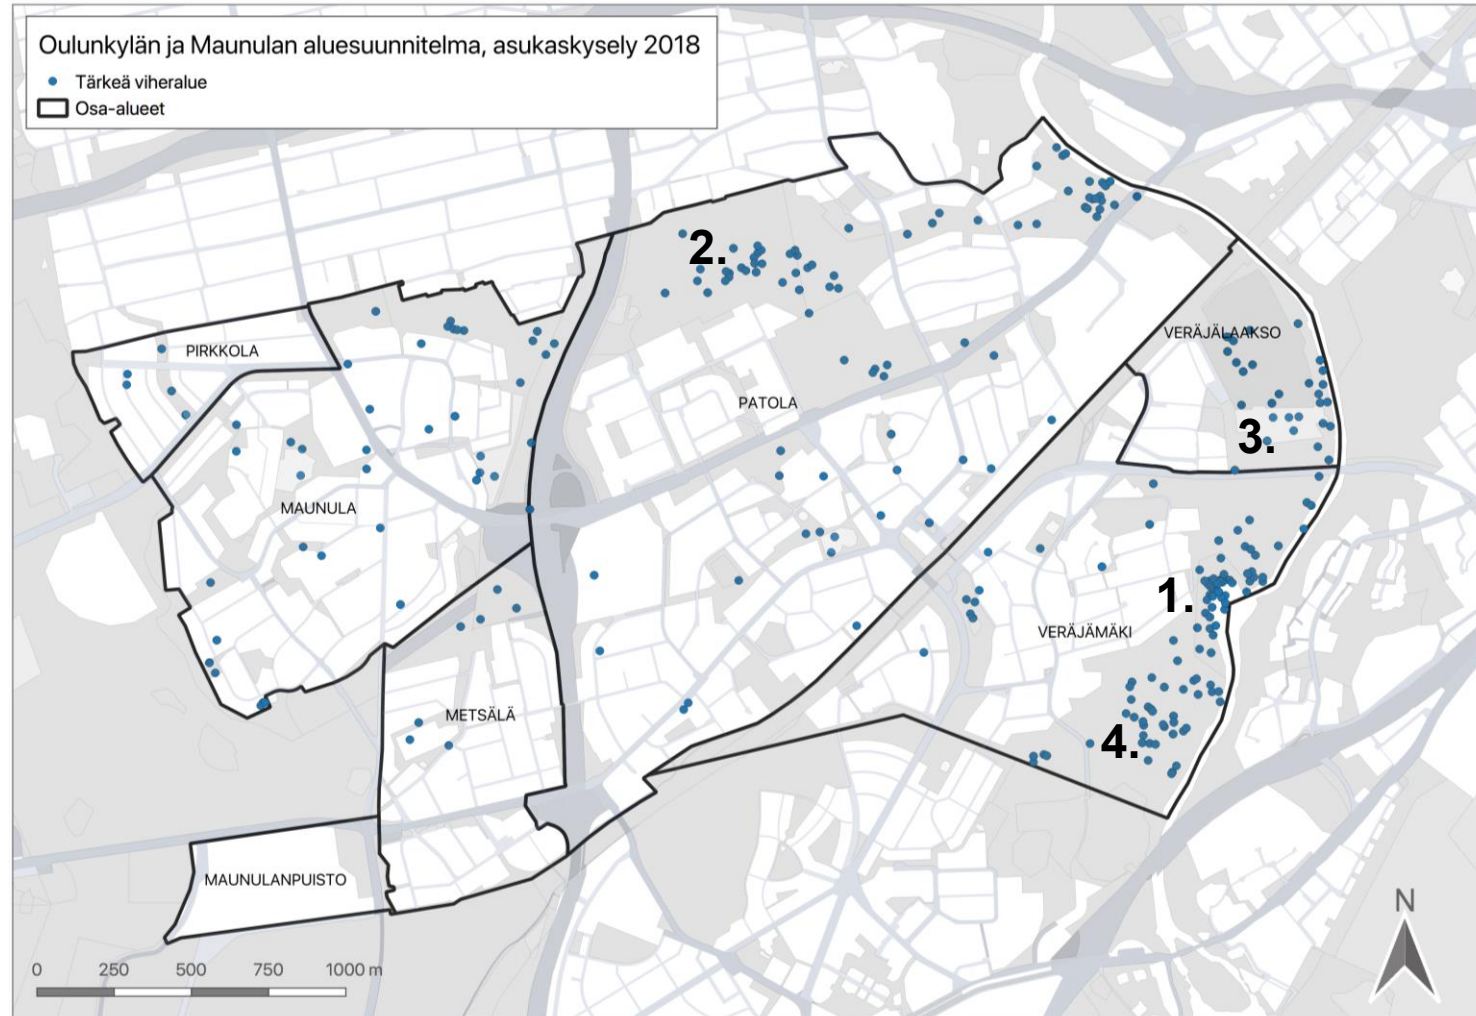 Oulunkylän ja Maunulan aluesuunnitelma, asukaskysely 2018
Tärkeä viheralue
Osa-alueet
2.
VERÄJÄLAAKSO
PIRKKOLA
PATOLA
3.
MAUNULA
1.
VERÄJÄMÄKI
METSÄLÄ
4.
MAUNULANPUISTO
N
0 250 500 750 1000 m